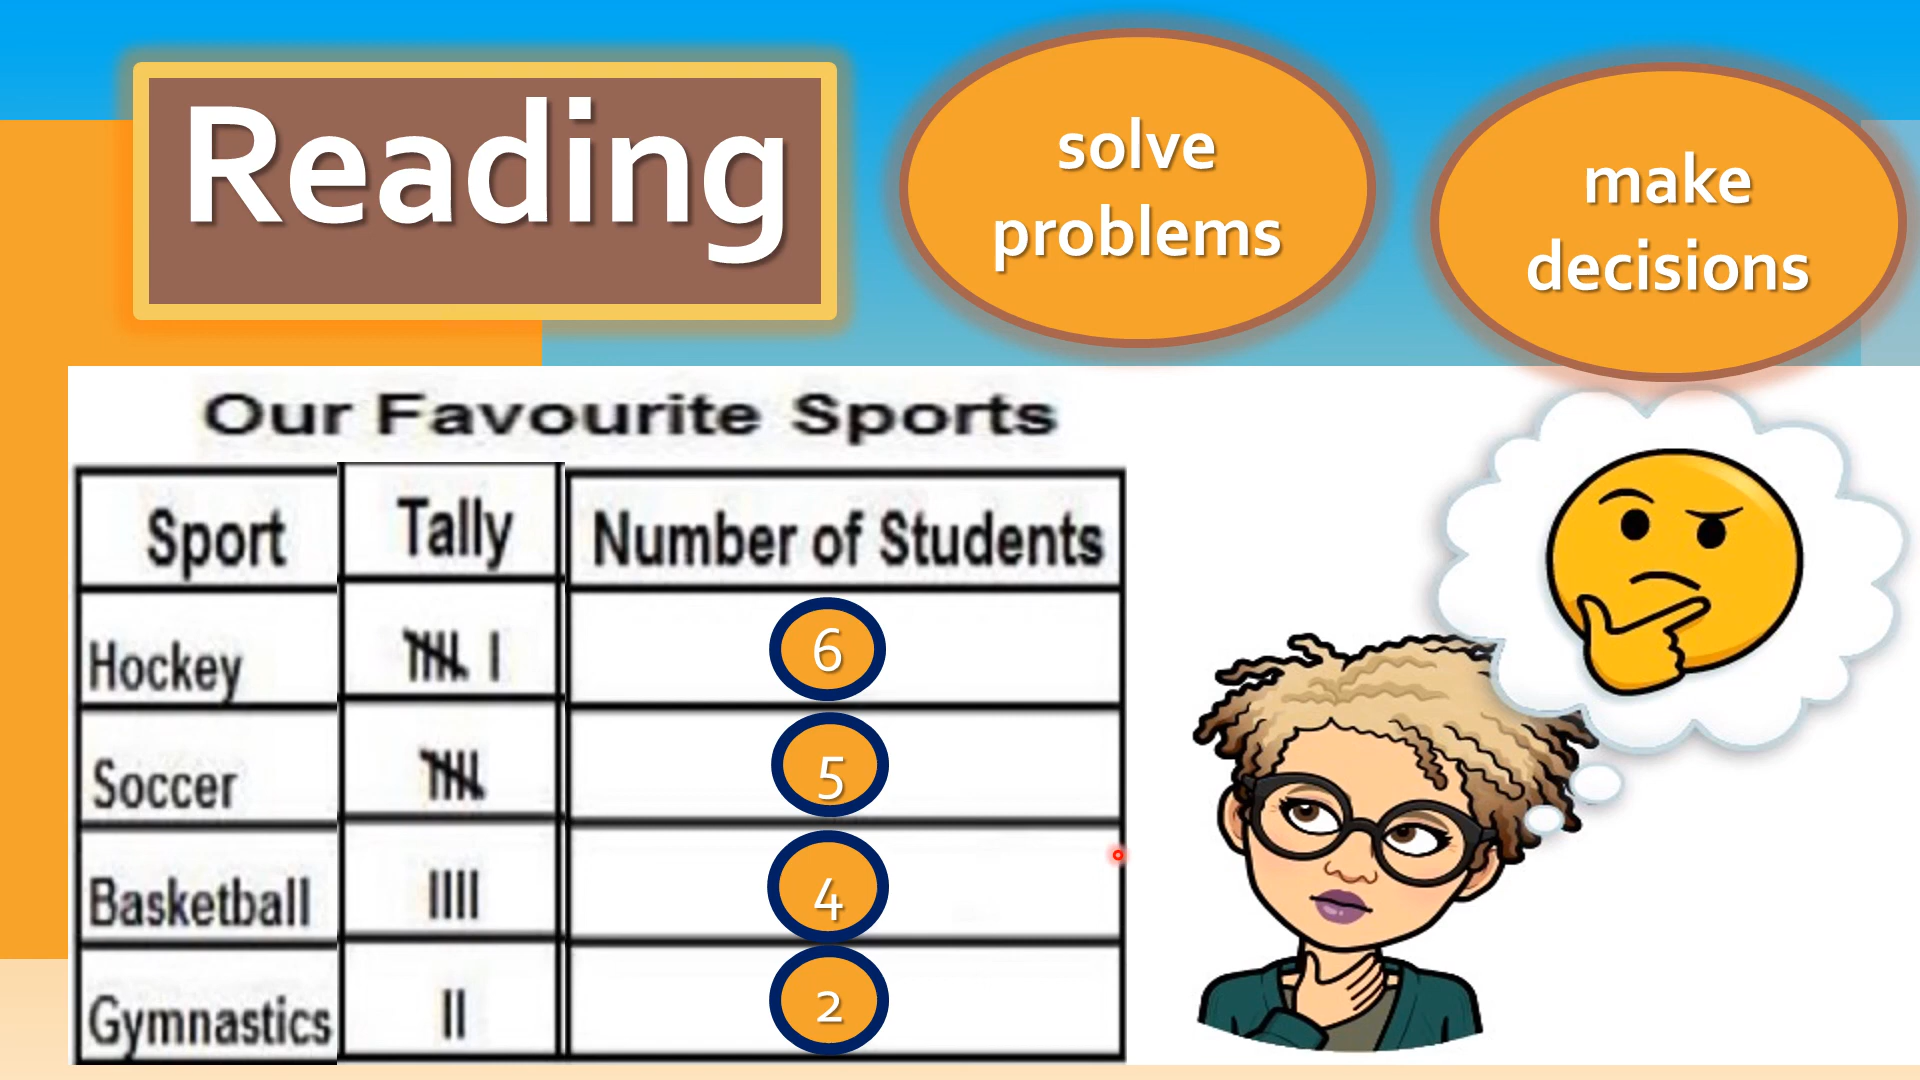 Reading
solve
problems
make
decisions
Our Favourite Sports
Sport Tally Number of Students
Hockey 6
Soccer 5
Basketball 4
Gymnastics 2